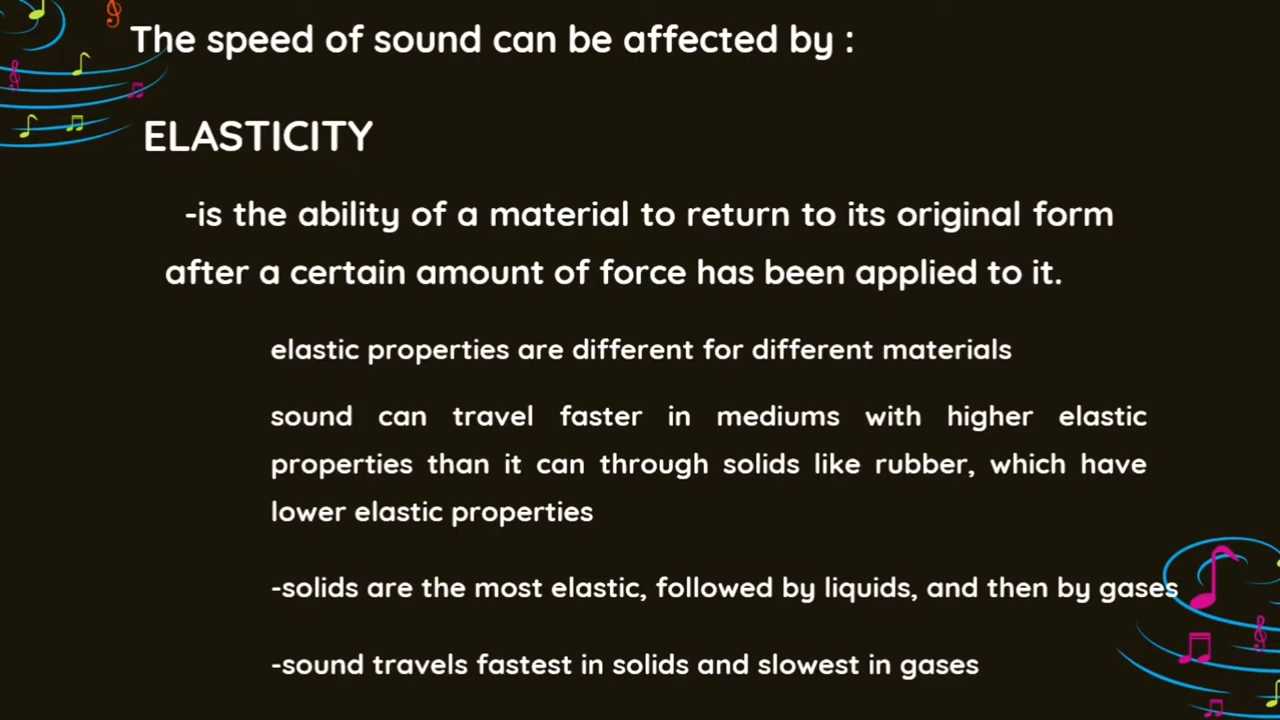 The speed of sound can be affected by :
ELASTICITY
-is the ability of a material to return to its original form
after a certain amount of force has been applied to it.
elastic properties are different for different materials
sound can travel faster in mediums with higher elastic
properties than it can through solids like rubber, which have
lower elastic properties
-solids are the most elastic, followed by liquids, and then by gases
-sound travels fastest in solids and slowest in gases